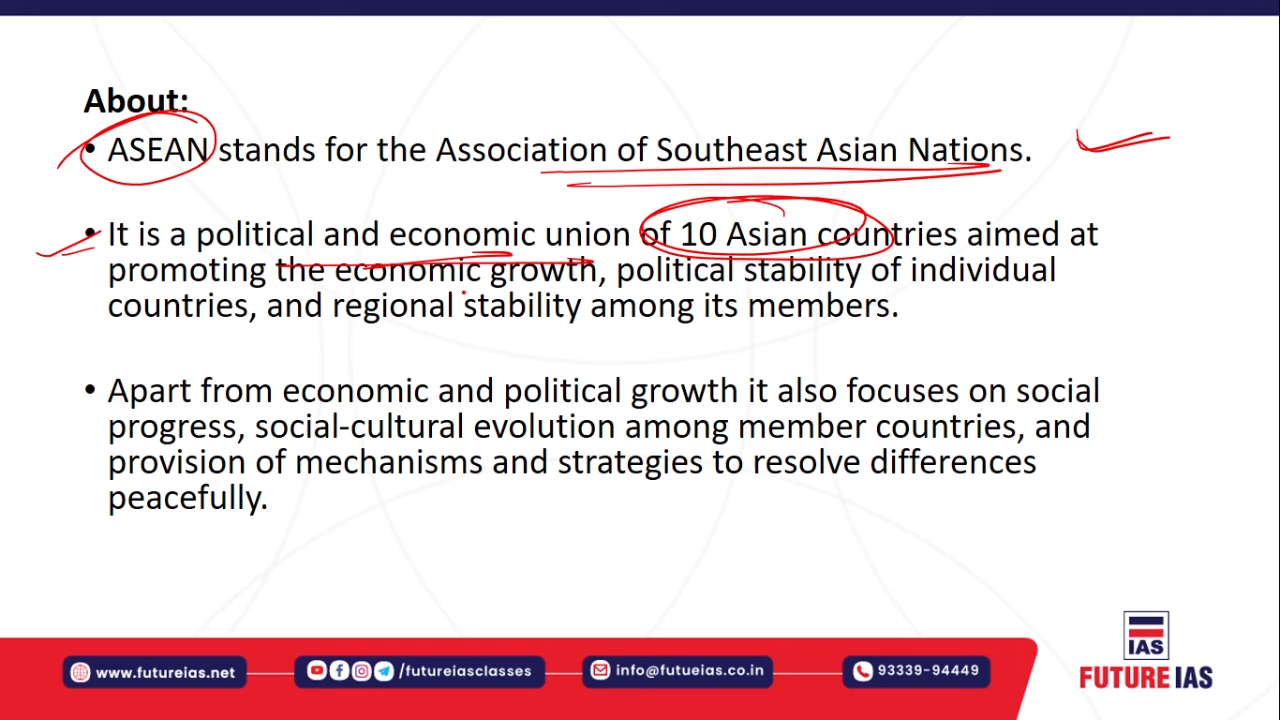 About:
• ASEAN stands for the Association of Southeast Asian Nations.
• It is a political and economic union of 10 Asian countries aimed at
promoting the economic growth, political stability of individual
countries, and regional stability among its members.
• Apart from economic and political growth it also focuses on social
progress, social-cultural evolution among member countries, and
provision of mechanisms and strategies to resolve differences
peacefully.
IAS
FUTURE IAS
www.futureias.net
/futureiasclasses
info@futueias.co.in
93339-94449